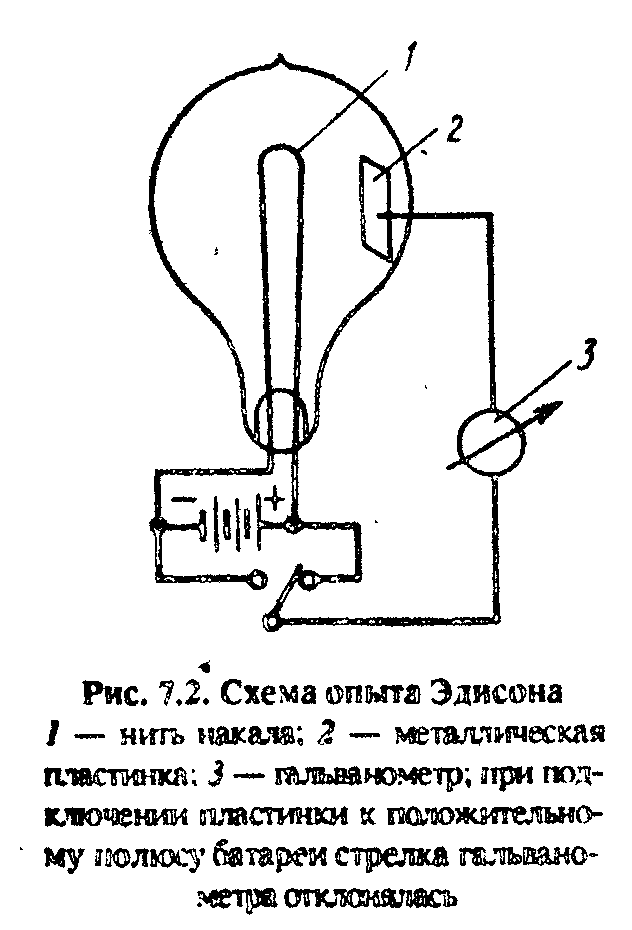 1
2
3
− +
Рис. 7.2. Схема опыта Эдисона
1 — нить накала; 2 — металлическая
пластинка; 3 — гальванометр; при под-
ключении пластинки к положительно-
му полюсу батареи стрелка гальвано-
метра отклонялась